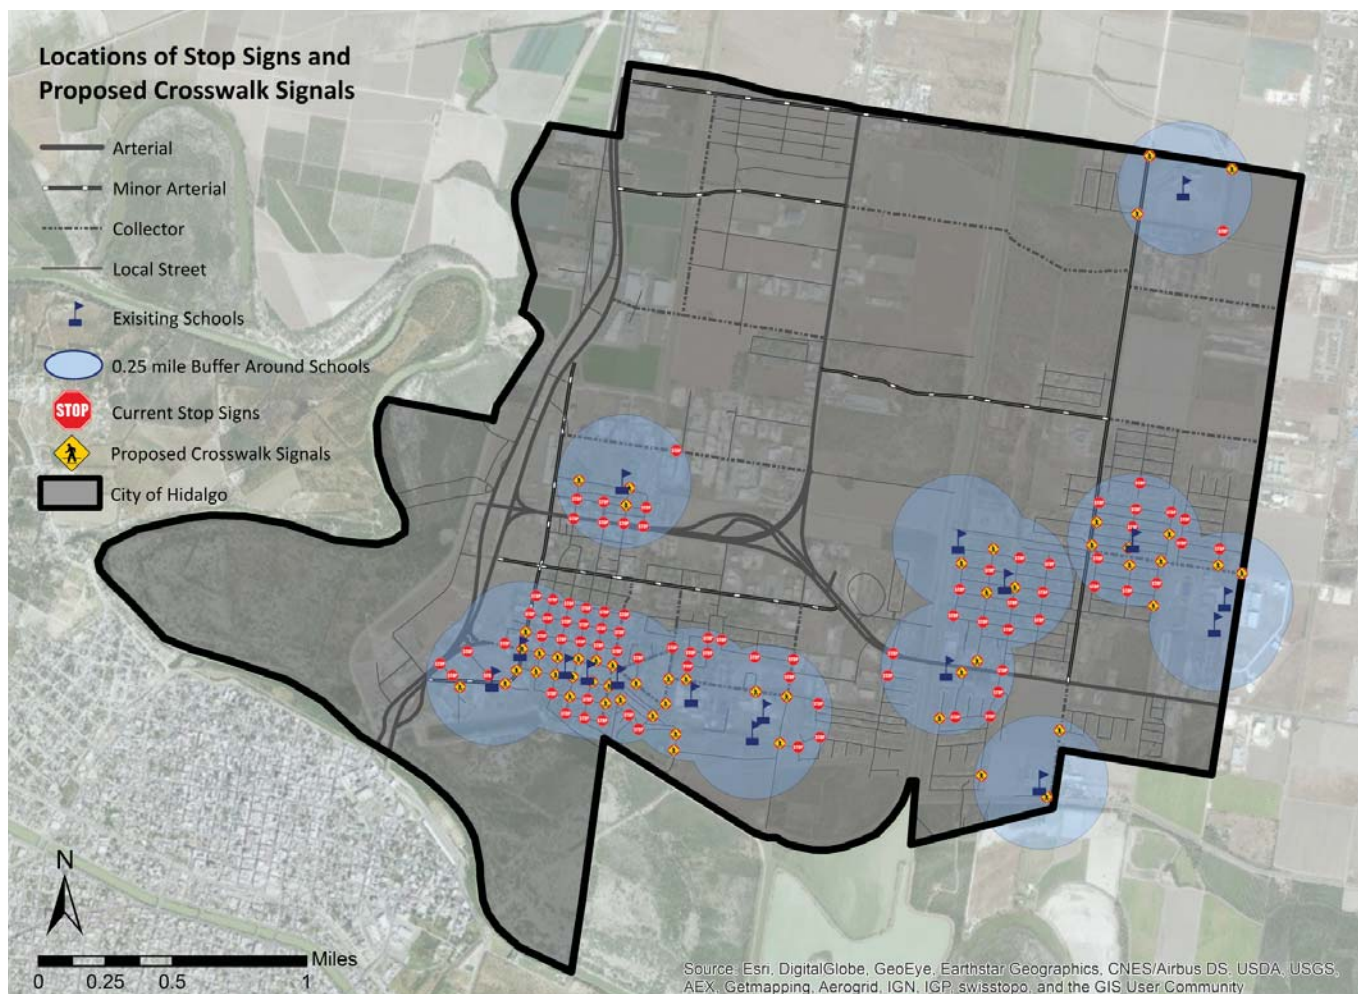 Locations of Stop Signs and
Proposed Crosswalk Signals
Arterial
Minor Arterial
Collector
Local Street
Exisiting Schools
0.25 mile Buffer Around Schools
STOP
Current Stop Signs
Proposed Crosswalk Signals
City of Hidalgo
N
Miles
0 0.25 0.5 1
Source: Esri, DigitalGlobe, GeoEye, Earthstar Geographics, CNES/Airbus DS, USDA, USGS,
AEX, Getmapping, Aerogrid, IGN, IGP, swisstopo, and the GIS User Community